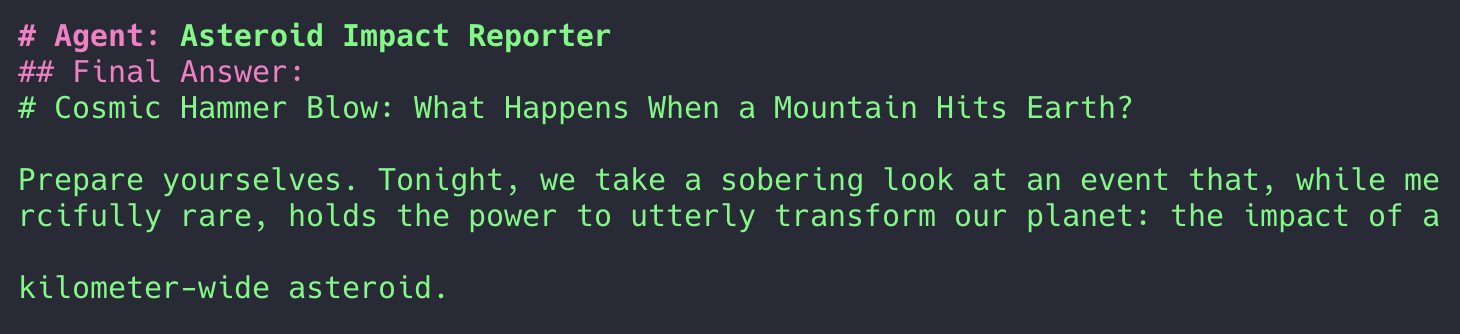 # Agent: Asteroid Impact Reporter
## Final Answer:
# Cosmic Hammer Blow: What Happens When a Mountain Hits Earth?
Prepare yourselves. Tonight, we take a sobering look at an event that, while me
rcifully rare, holds the power to utterly transform our planet: the impact of a
kilometer-wide asteroid.